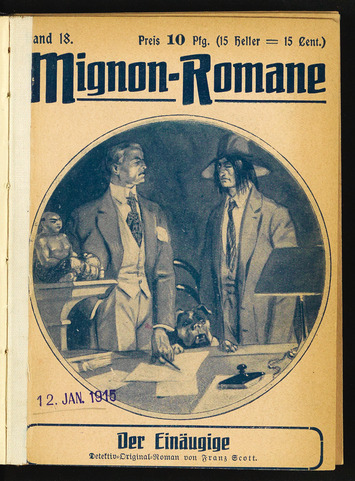 and 18.
Preis 10 Pfg. (15 Heller = 15 Cent.)
Mignon-Romane
12. JAN. 1915
Der Einäugige
Detektiv-Original-Roman von Franz Scott.